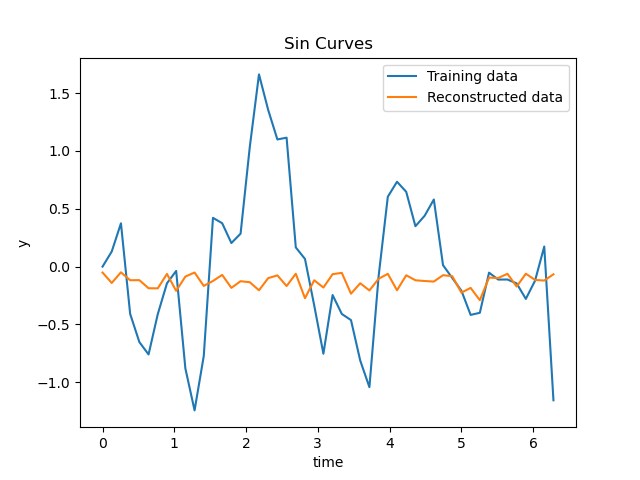 Sin Curves
Training data
Reconstructed data
1.5
1.0
0.5
0.0
−0.5
−1.0
y
0 1 2 3 4 5 6
time